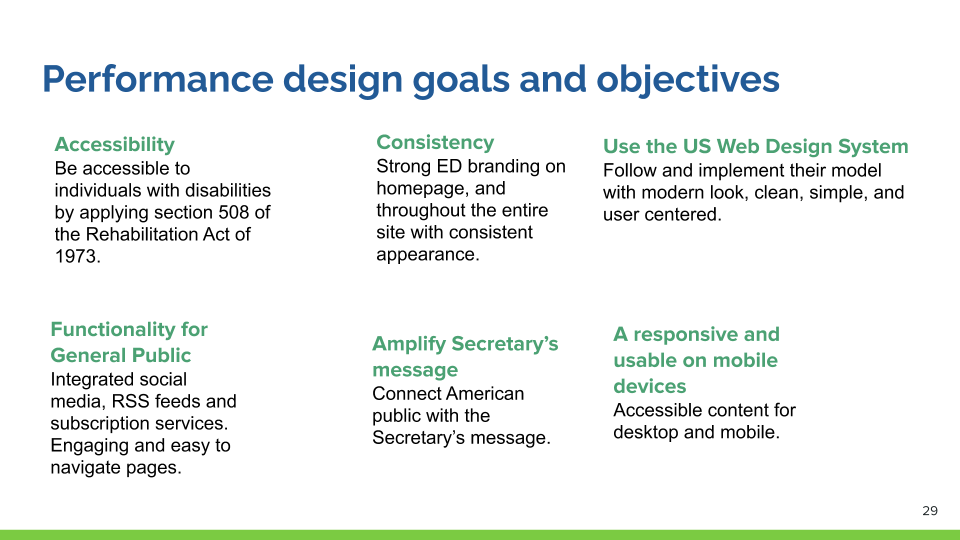 Performance design goals and objectives
Accessibility
Be accessible to
individuals with disabilities
by applying section 508 of
the Rehabilitation Act of
1973.
Consistency
Strong ED branding on
homepage, and
throughout the entire
site with consistent
appearance.
Use the US Web Design System
Follow and implement their model
with modern look, clean, simple, and
user centered.
Functionality for
General Public
Integrated social
media, RSS feeds and
subscription services.
Engaging and easy to
navigate pages.
Amplify Secretary’s
message
Connect American
public with the
Secretary’s message.
A responsive and
usable on mobile
devices
Accessible content for
desktop and mobile.
29